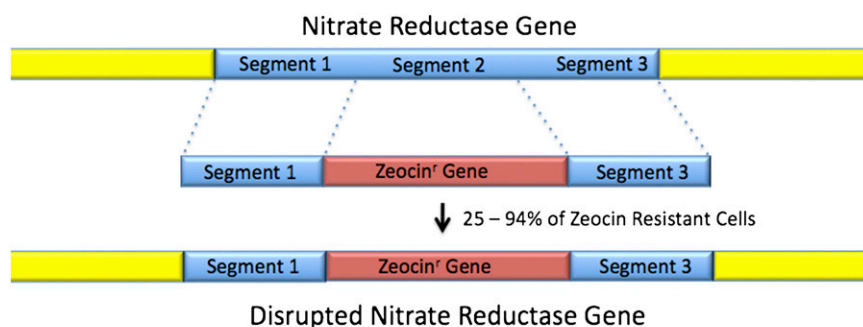 Nitrate Reductase Gene
Segment 1 Segment 2 Segment 3
Segment 1 Zeocinʳ Gene Segment 3
25 – 94% of Zeocin Resistant Cells
Segment 1 Zeocinʳ Gene Segment 3
Disrupted Nitrate Reductase Gene